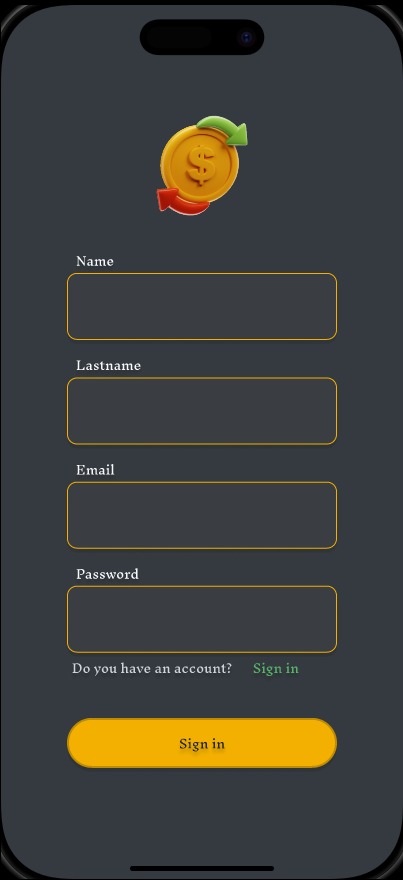 $
Name
Lastname
Email
Password
Do you have an account? Sign in
Sign in